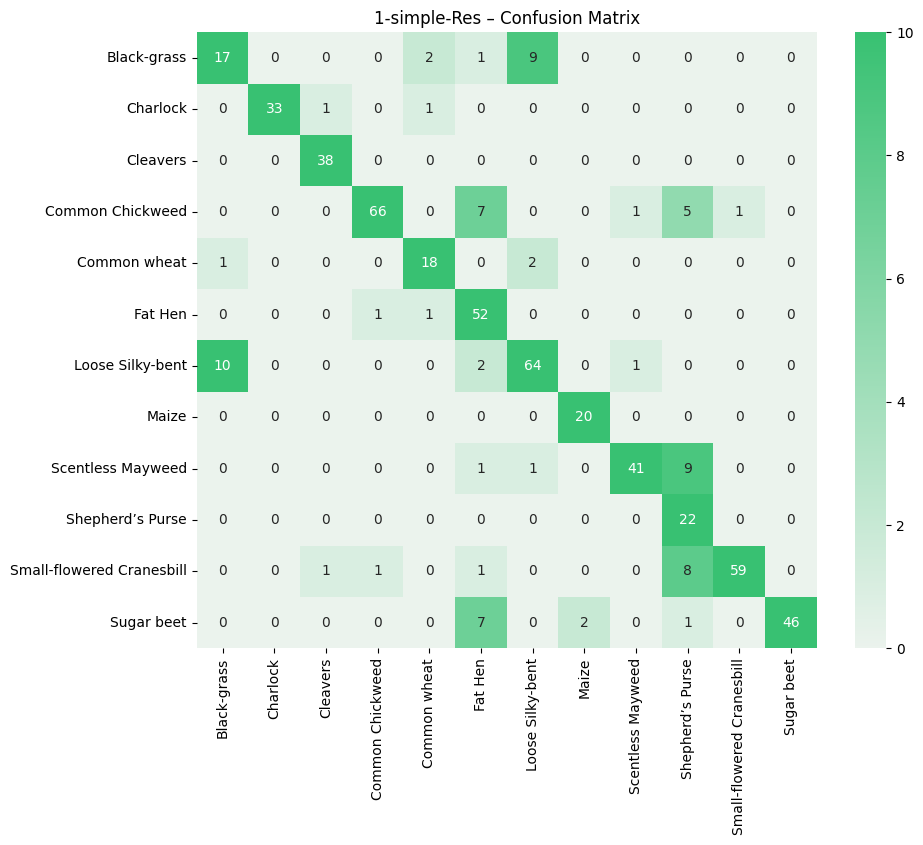 1-simple-Res – Confusion Matrix
Black-grass 17 0 0 0 2 1 9 0 0 0 0 0
Charlock 0 33 1 0 1 0 0 0 0 0 0 0
Cleavers 0 0 38 0 0 0 0 0 0 0 0 0
Common Chickweed 0 0 0 66 0 7 0 0 1 5 1 0
Common wheat 1 0 0 0 18 0 2 0 0 0 0 0
Fat Hen 0 0 0 1 1 52 0 0 0 0 0 0
Loose Silky-bent 10 0 0 0 0 2 64 0 1 0 0 0
Maize 0 0 0 0 0 0 0 20 0 0 0 0
Scentless Mayweed 0 0 0 0 0 1 1 0 41 9 0 0
Shepherd’s Purse 0 0 0 0 0 0 0 0 0 22 0 0
Small-flowered Cranesbill 0 0 1 1 0 1 0 0 0 8 59 0
Sugar beet 0 0 0 0 0 7 0 2 0 1 0 46
Black-grass
Charlock
Cleavers
Common Chickweed
Common wheat
Fat Hen
Loose Silky-bent
Maize
Scentless Mayweed
Shepherd’s Purse
Small-flowered Cranesbill
Sugar beet
10
8
6
4
2
0